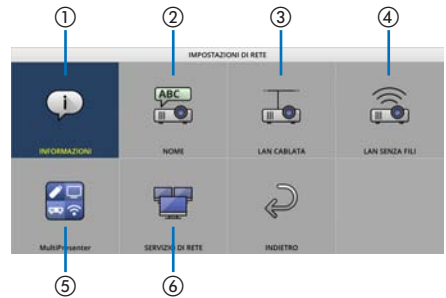 ① ② ③ ④
IMPOSTAZIONI DI RETE
i ABC
INFORMAZIONI NOME LAN CABLATA LAN SENZA FILI
MultiPresenter SERVIZIO DI RETE INDIETRO
⑤ ⑥